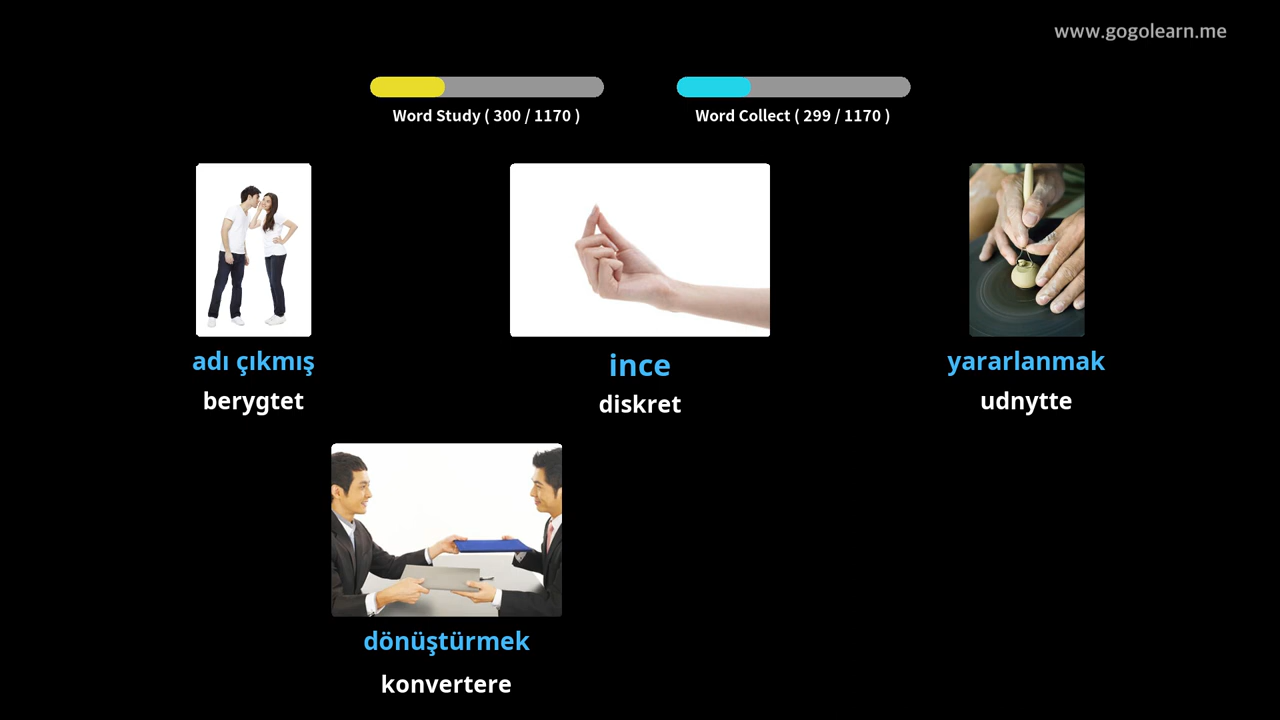 www.gogolearn.me
Word Study ( 300 / 1170 )
Word Collect ( 299 / 1170 )
adı çıkmış
berygtet
ince
diskret
yararlanmak
udnytte
dönüştürmek
konvertere